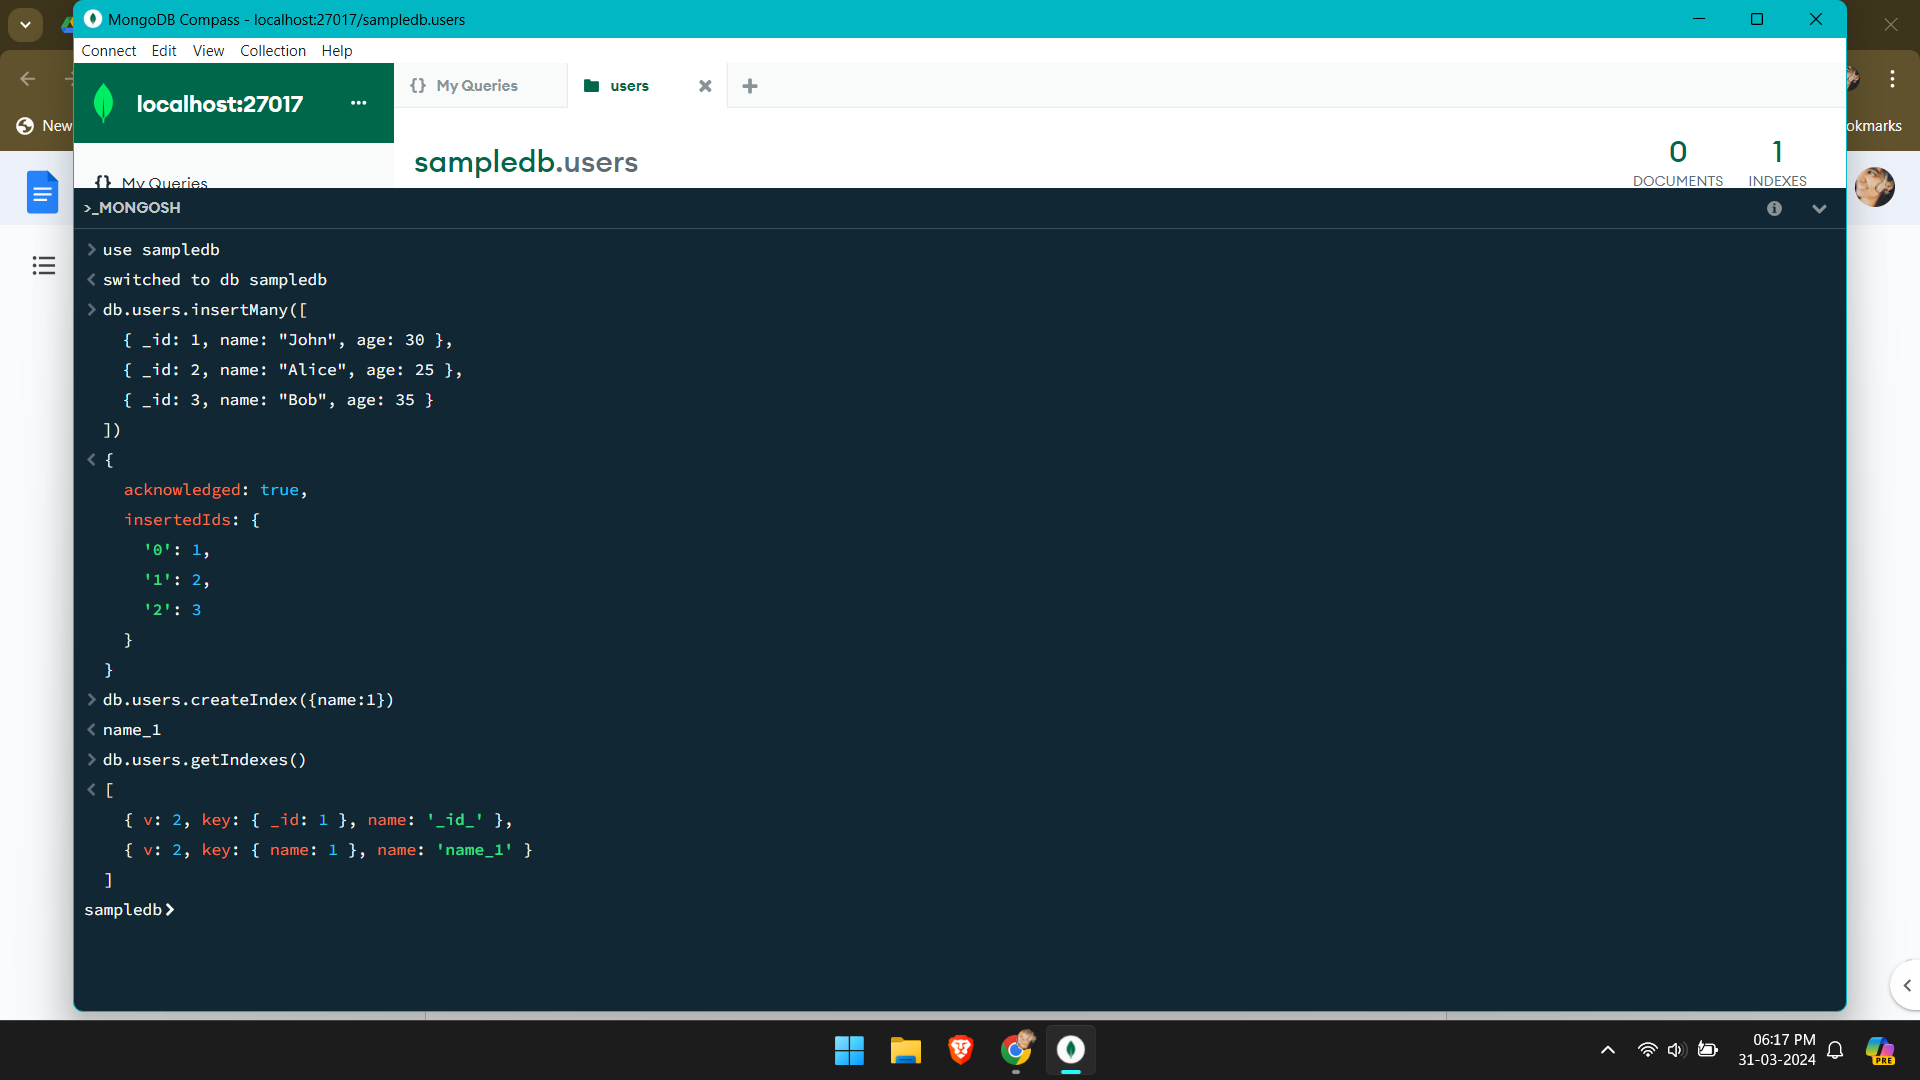 MongoDB Compass - localhost:27017/sampledb.users
Connect Edit View Collection Help
localhost:27017
{} My Queries
users
New
okmarks
{} My Queries
sampledb.users
0
DOCUMENTS
1
INDEXES
>_MONGOSH
use sampledb
switched to db sampledb
db.users.insertMany([
{ _id: 1, name: "John", age: 30 },
{ _id: 2, name: "Alice", age: 25 },
{ _id: 3, name: "Bob", age: 35 }
])
{
acknowledged: true,
insertedIds: {
'0': 1,
'1': 2,
'2': 3
}
}
db.users.createIndex({name:1})
name_1
db.users.getIndexes()
[
{ v: 2, key: { _id: 1 }, name: '_id_' },
{ v: 2, key: { name: 1 }, name: 'name_1' }
]
sampledb>
06:17 PM
31-03-2024
PRE